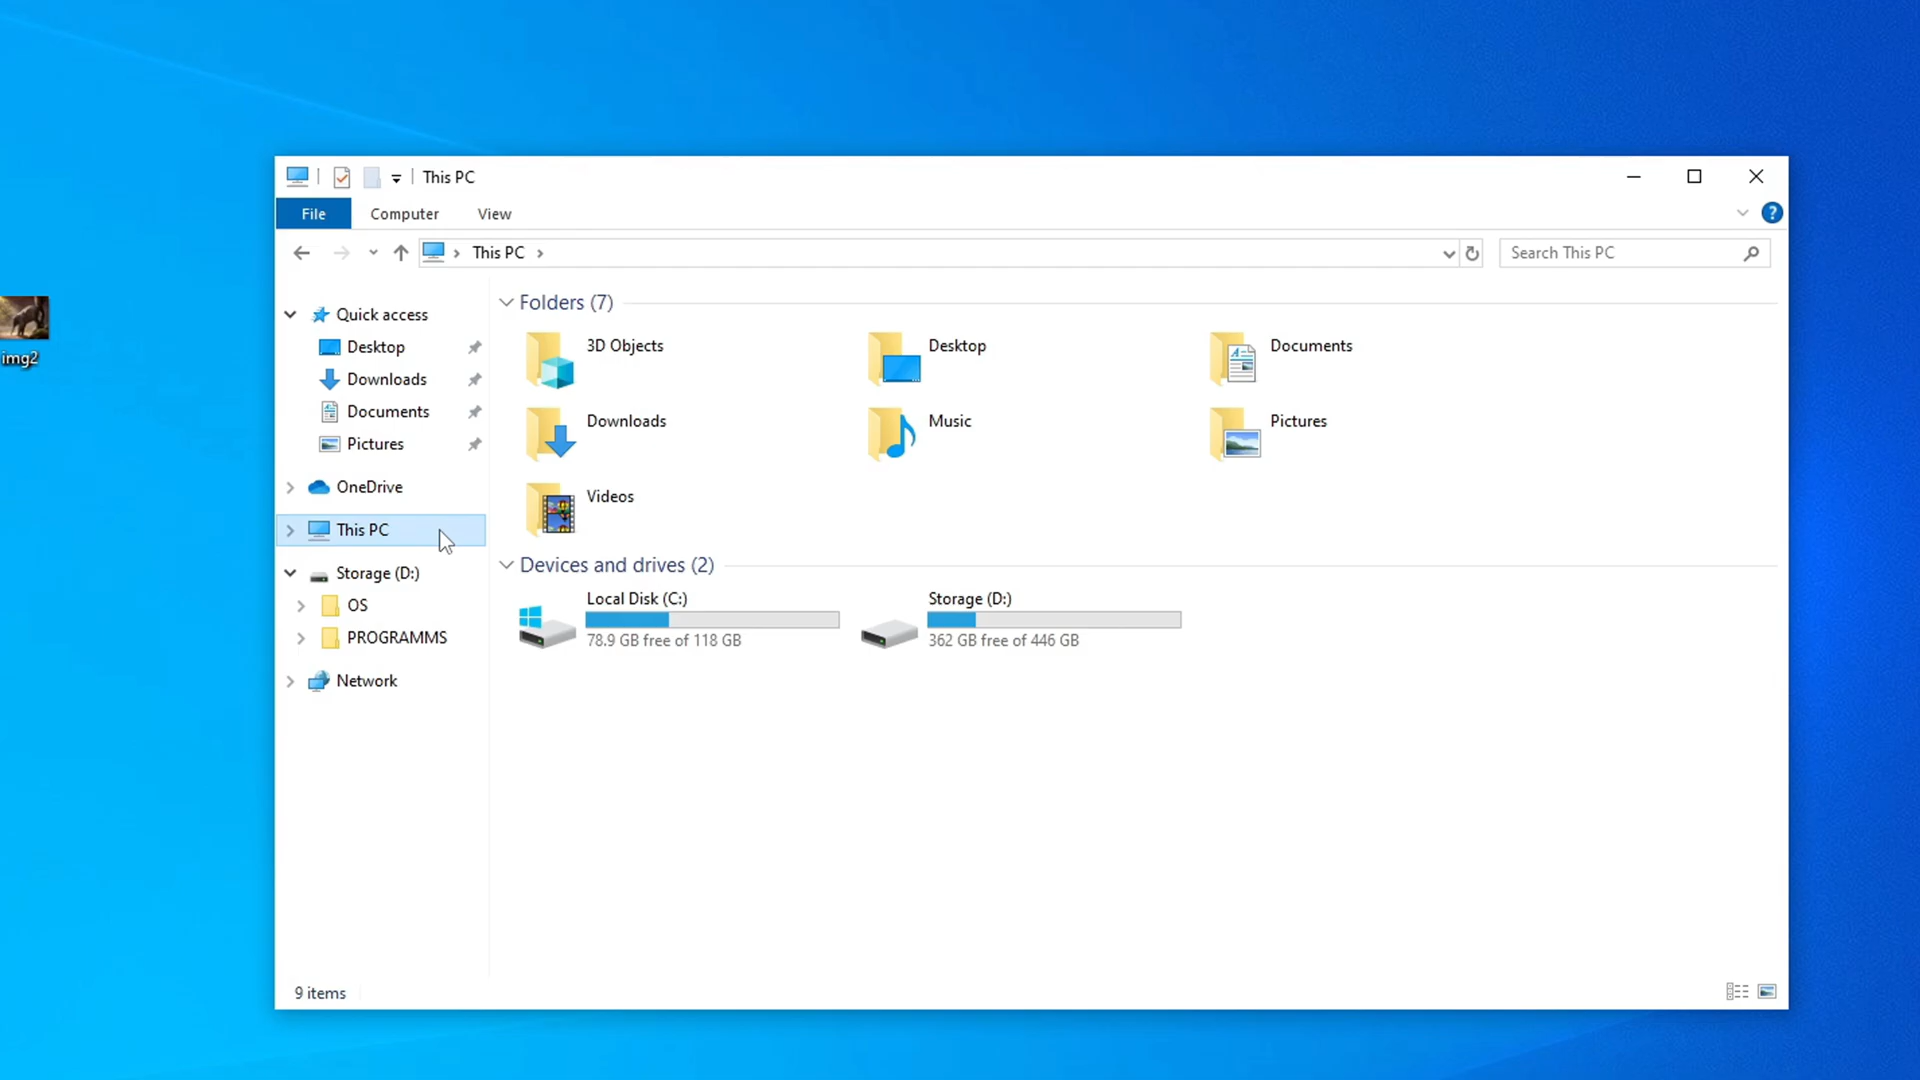 This PC
File Computer View
This PC
Search This PC
img2
Quick access
Desktop
Downloads
Documents
Pictures
OneDrive
This PC
Storage (D:)
OS
PROGRAMMS
Network
Folders (7)
3D Objects
Desktop
Documents
Downloads
Music
Pictures
Videos
Devices and drives (2)
Local Disk (C:)
78.9 GB free of 118 GB
Storage (D:)
362 GB free of 446 GB
9 items